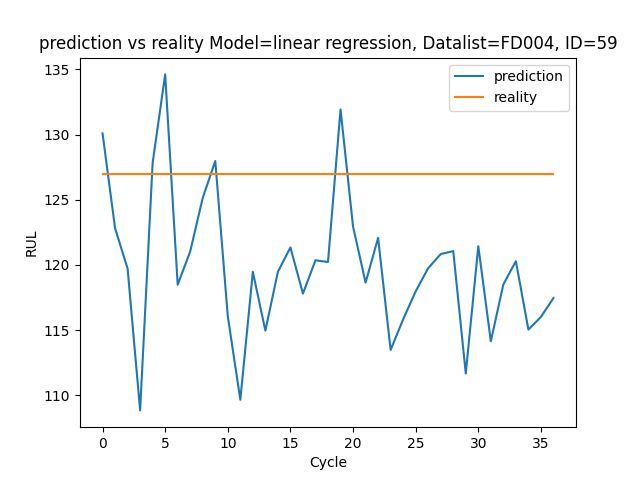 prediction vs reality Model=linear regression, Datalist=FD004, ID=59
prediction
reality
135
130
125
120
115
110
RUL
0 5 10 15 20 25 30 35
Cycle